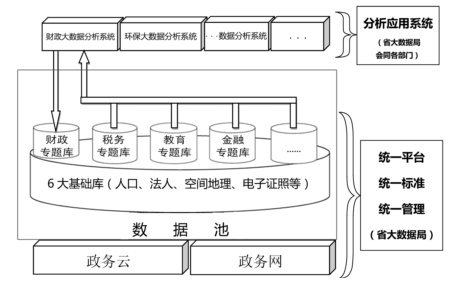 财政大数据分析系统
环保大数据分析系统
···数据分析系统
···
分析应用系统
（省大数据局
会同各部门）
财政
专题库
税务
专题库
教育
专题库
金融
专题库
......
6大基础库（人口、法人、空间地理、电子证照等）
数 据 池
政务云
政务网
统一平台
统一标准
统一管理
（省大数据局）